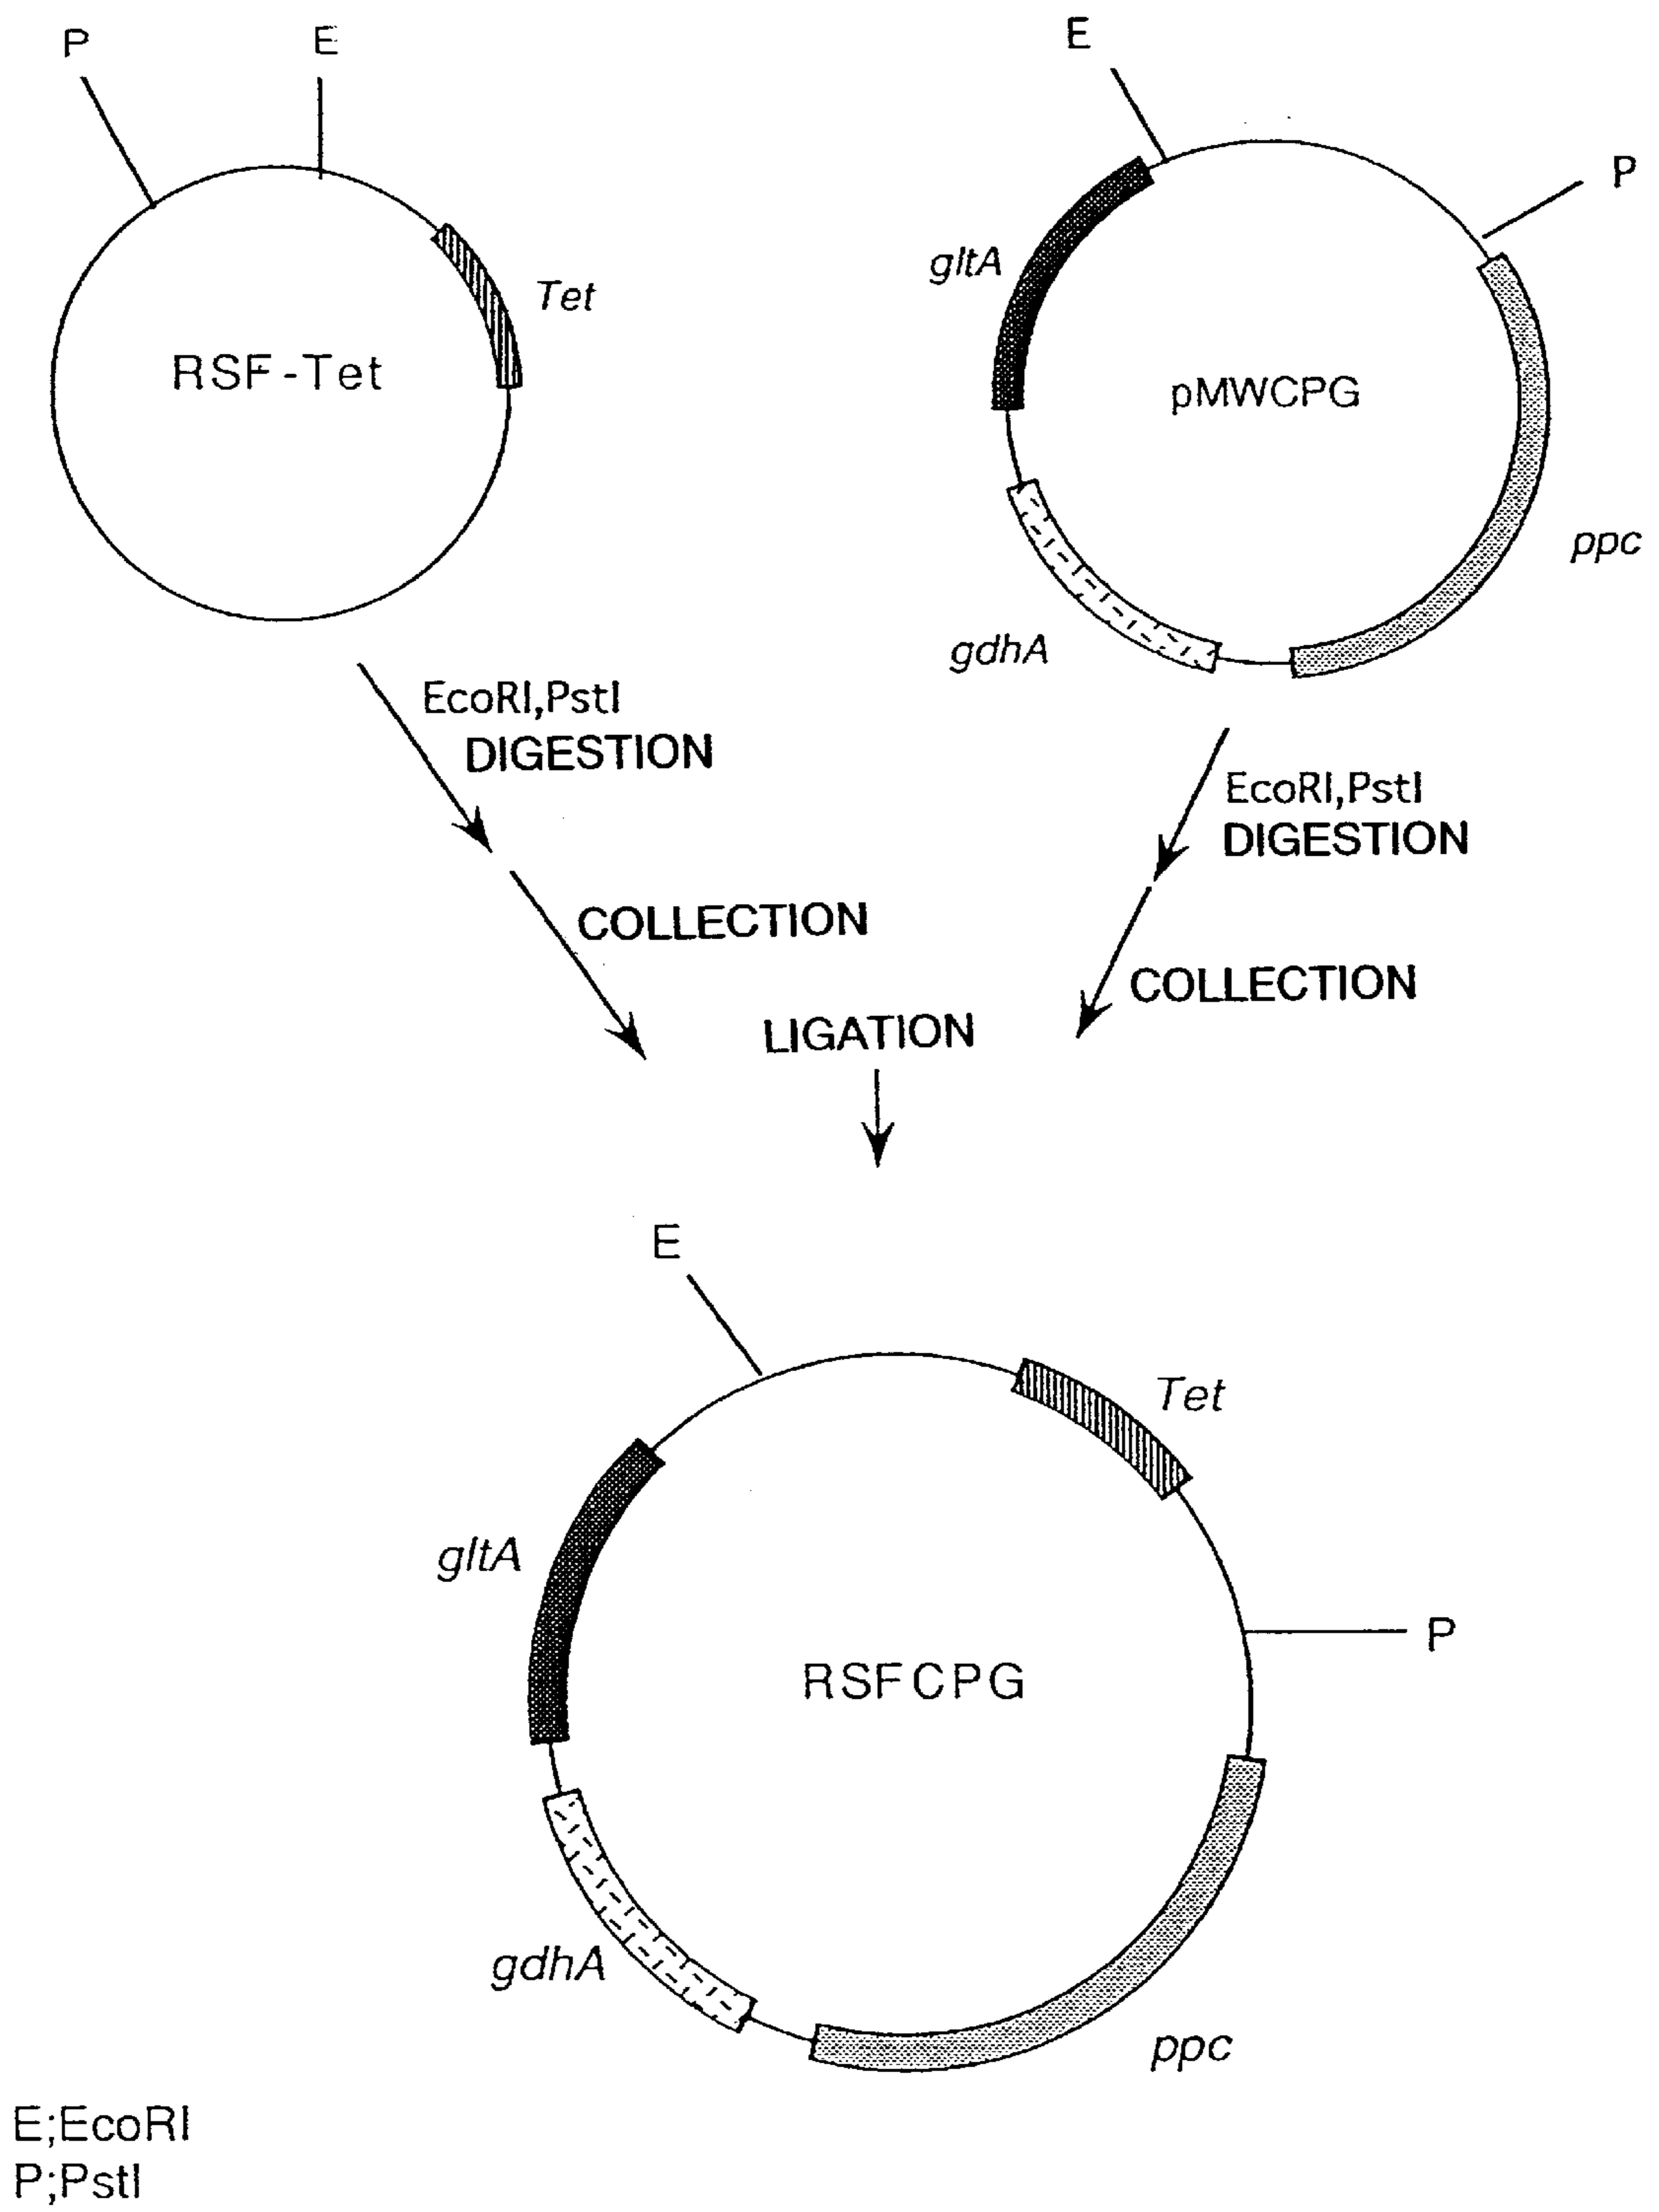 P
E
Tet
RSF-Tet
E
P
gltA
pMWCPG
ppc
gdhA
EcoRI,PstI
DIGESTION
COLLECTION
EcoRI,PstI
DIGESTION
COLLECTION
LIGATION
E
Tet
gltA
P
RSFCPG
gdhA
ppc
E;EcoRI
P;PstI